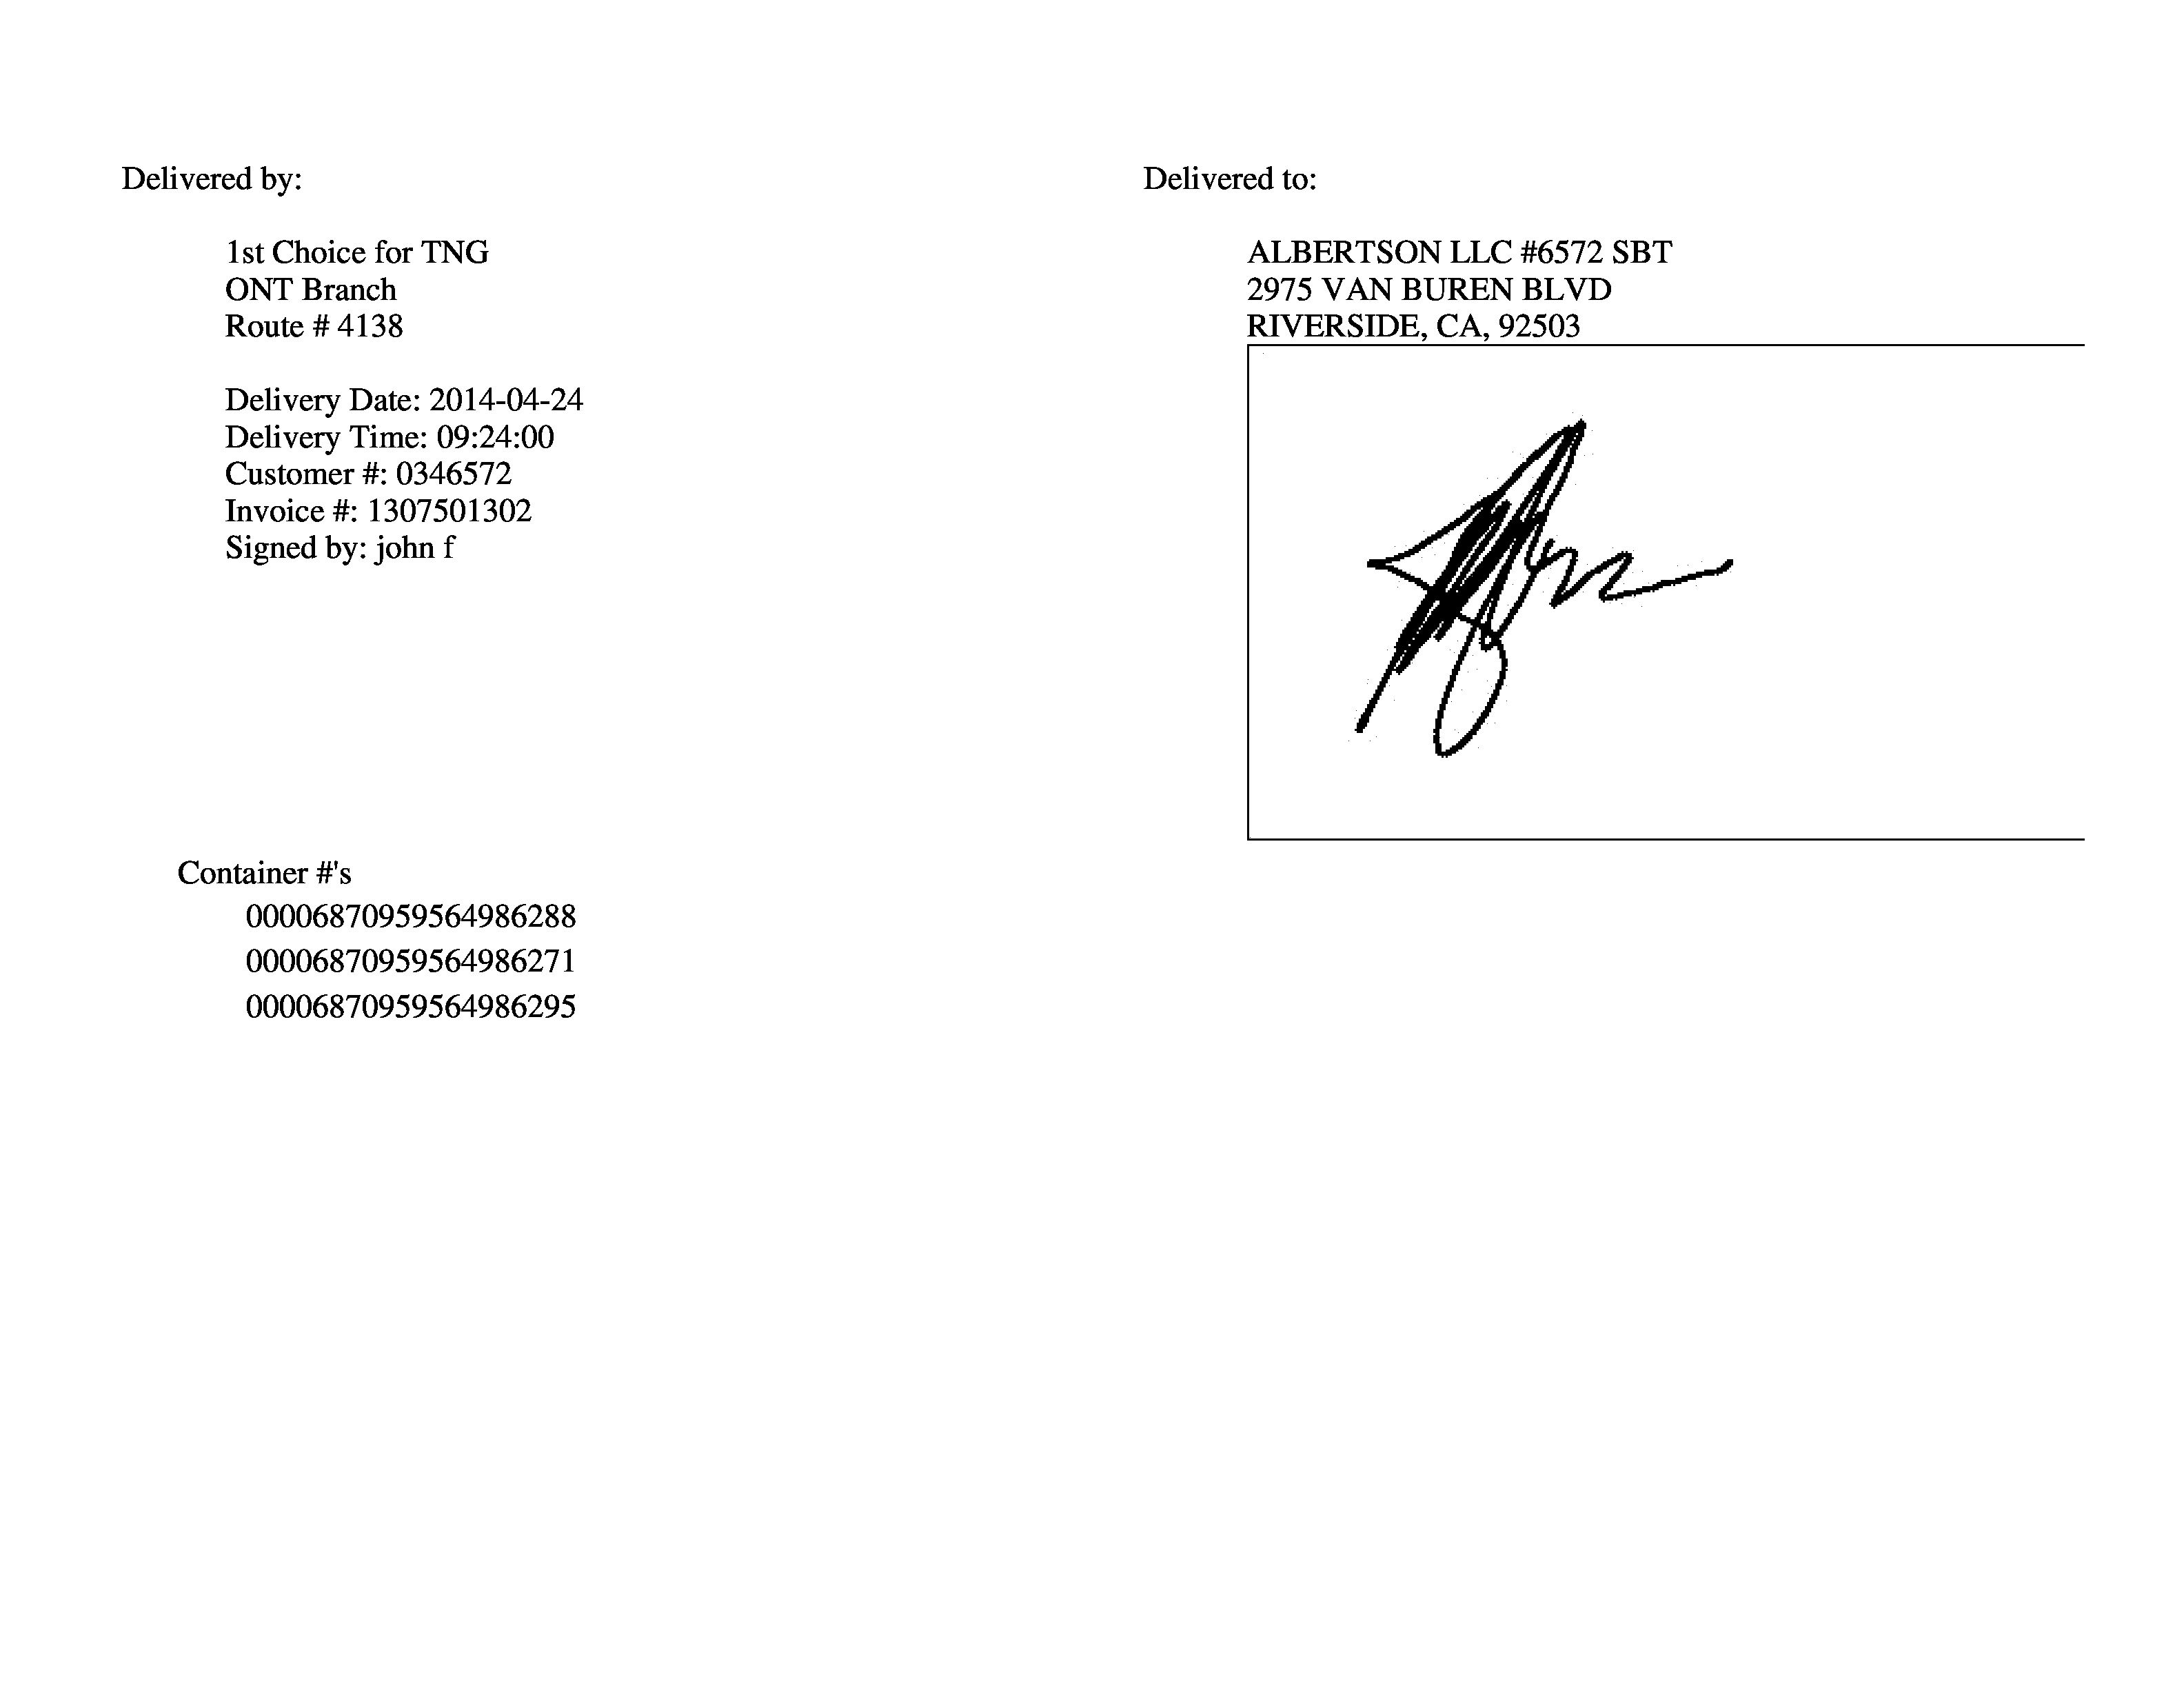 Delivered by:
1st Choice for TNG
ONT Branch
Route # 4138
Delivery Date: 2014-04-24
Delivery Time: 09:24:00
Customer #: 0346572
Invoice #: 1307501302
Signed by: john f
Delivered to:
ALBERTSON LLC #6572 SBT
2975 VAN BUREN BLVD
RIVERSIDE, CA, 92503
Container #'s
00006870959564986288
00006870959564986271
00006870959564986295